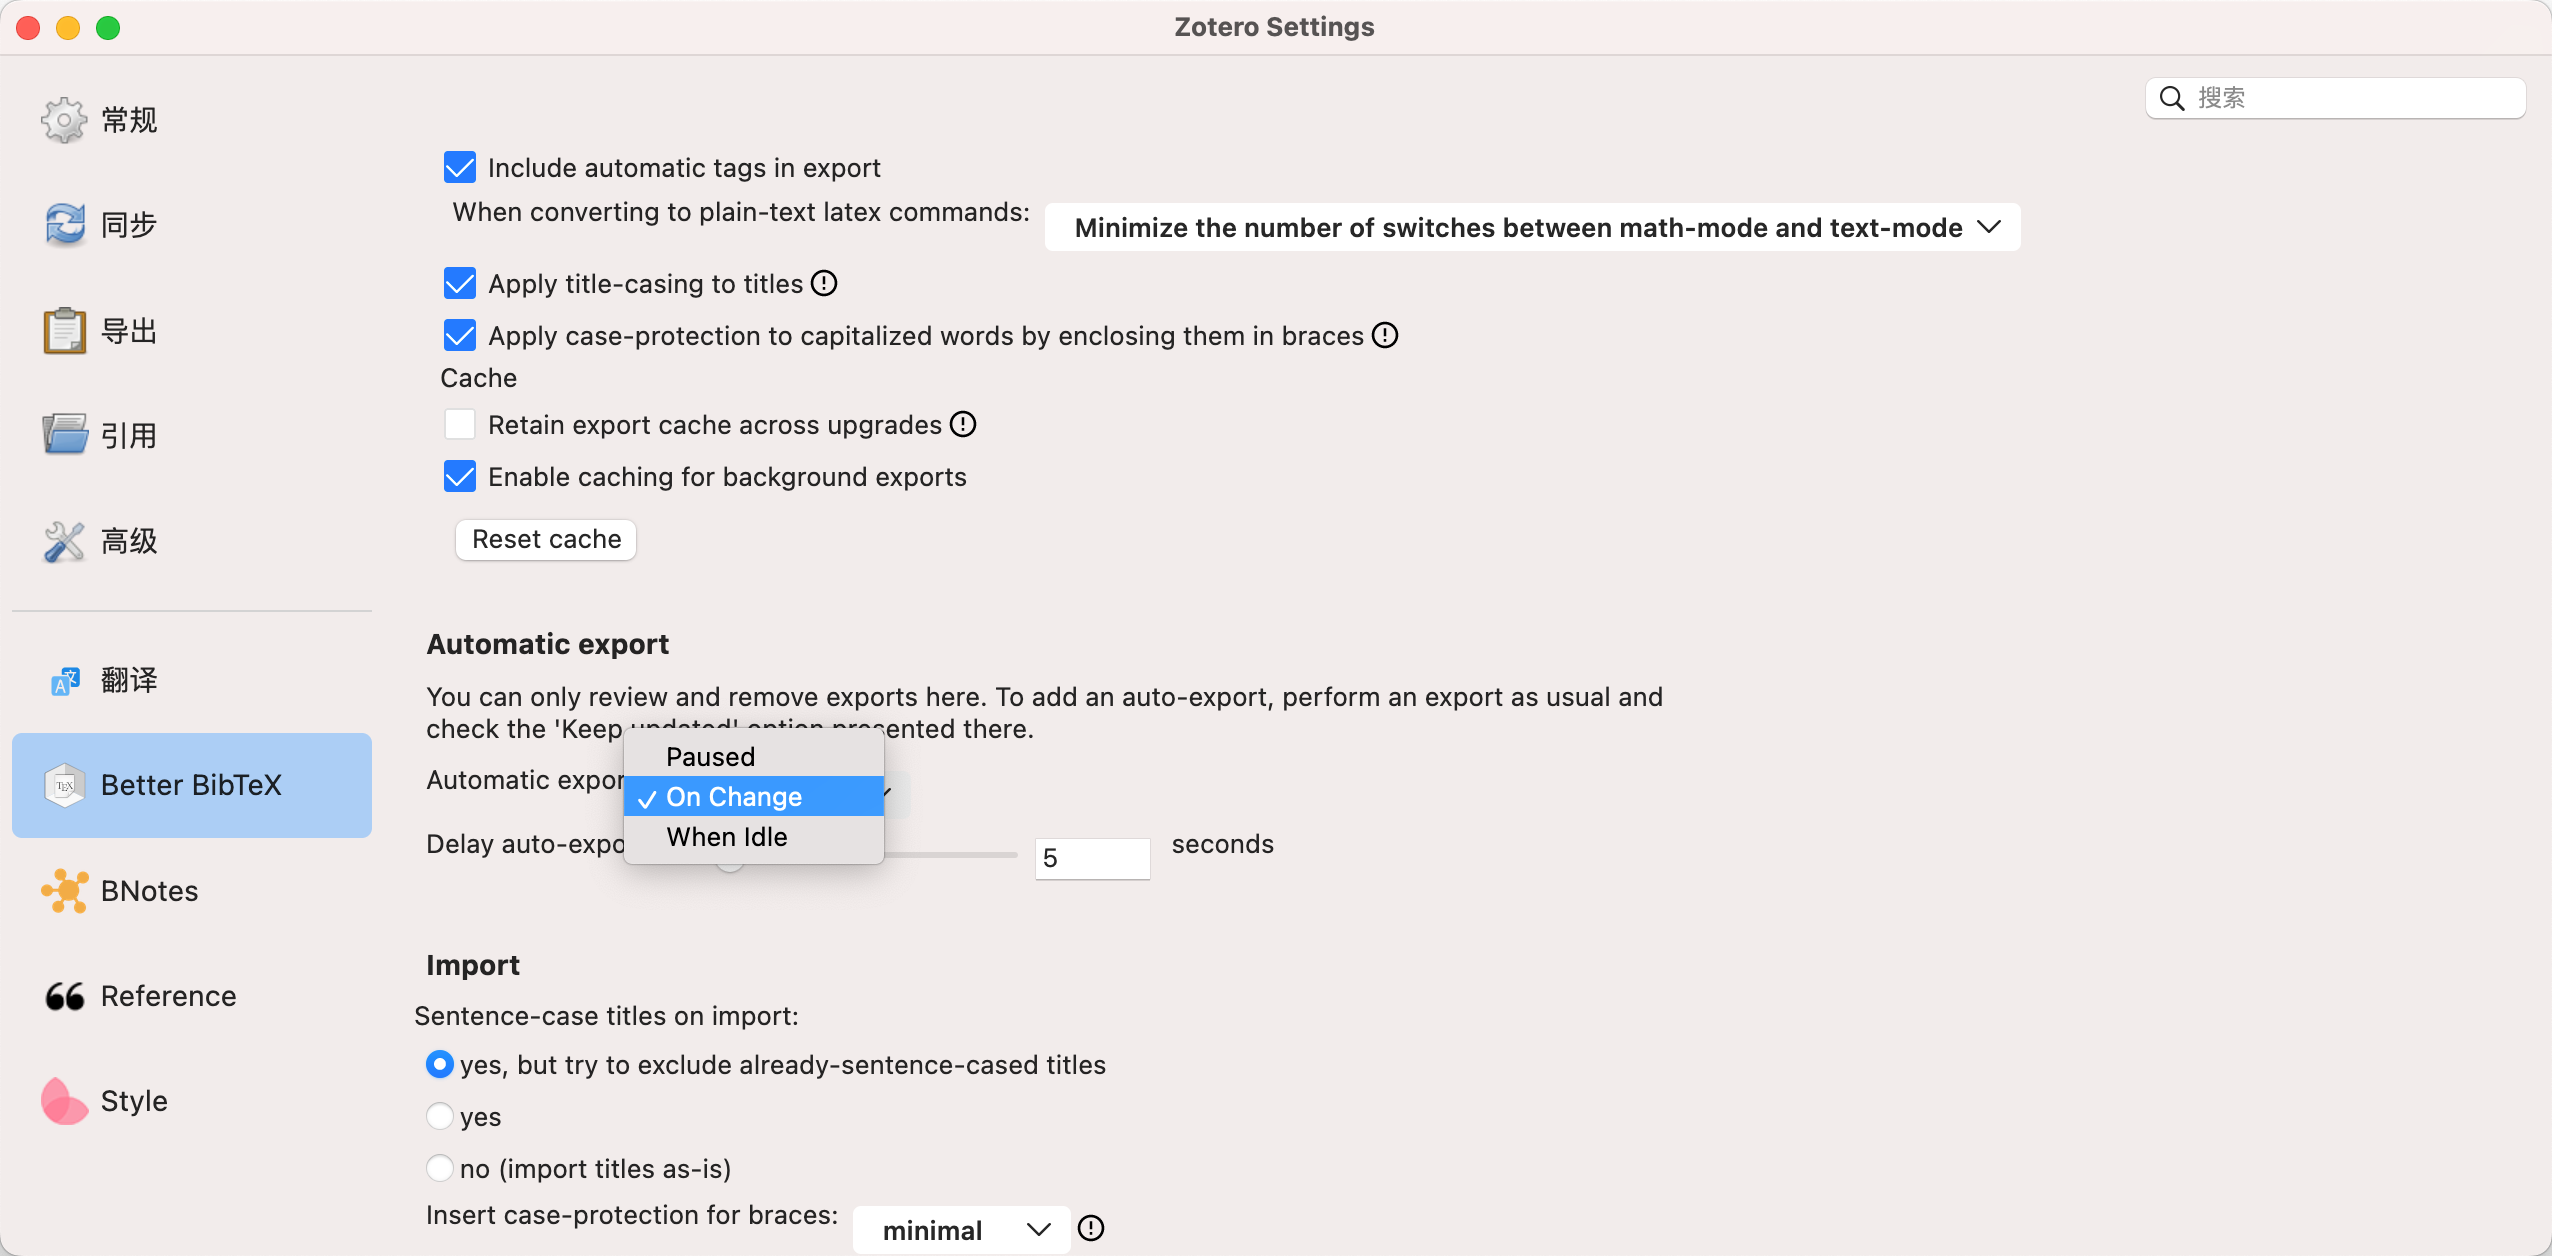 Zotero Settings
搜索
常规
同步
导出
引用
高级
翻译
Better BibTeX
BNotes
Reference
Style
Include automatic tags in export
When converting to plain-text latex commands: Minimize the number of switches between math-mode and text-mode
Apply title-casing to titles
Apply case-protection to capitalized words by enclosing them in braces
Cache
Retain export cache across upgrades
Enable caching for background exports
Reset cache
Automatic export
You can only review and remove exports here. To add an auto-export, perform an export as usual and
check the 'Keep updated' option presented there.
Automatic expor
Paused
On Change
When Idle
Delay auto-expo 5 seconds
Import
Sentence-case titles on import:
yes, but try to exclude already-sentence-cased titles
yes
no (import titles as-is)
Insert case-protection for braces: minimal